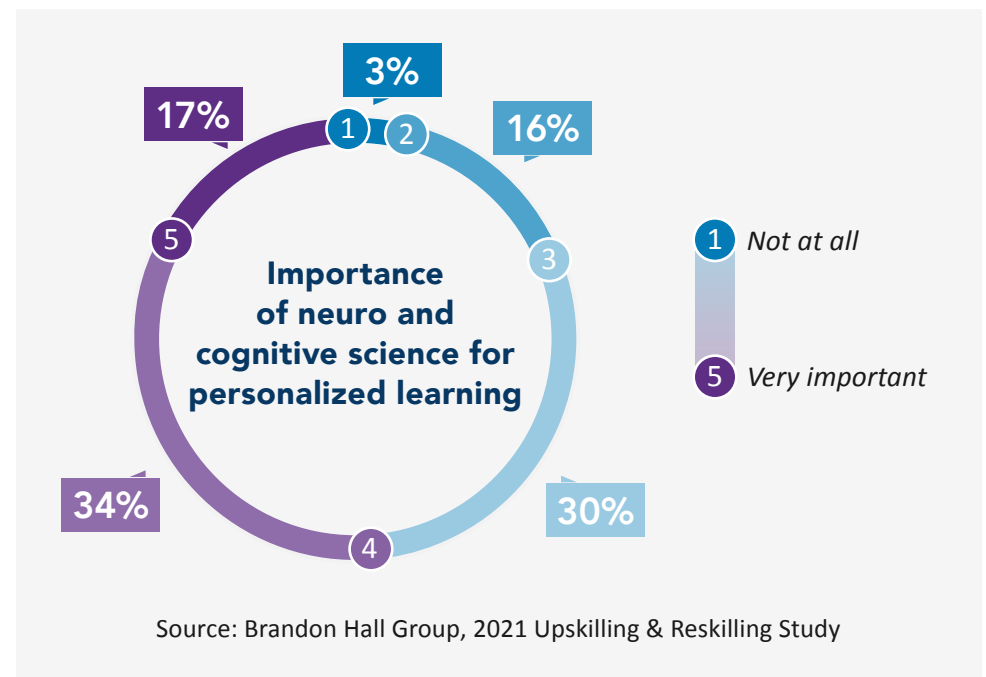 3%
17%
1
2
16%
5
3
1 Not at all
Importance
of neuro and
cognitive science for
personalized learning
5 Very important
34%
30%
4
Source: Brandon Hall Group, 2021 Upskilling & Reskilling Study